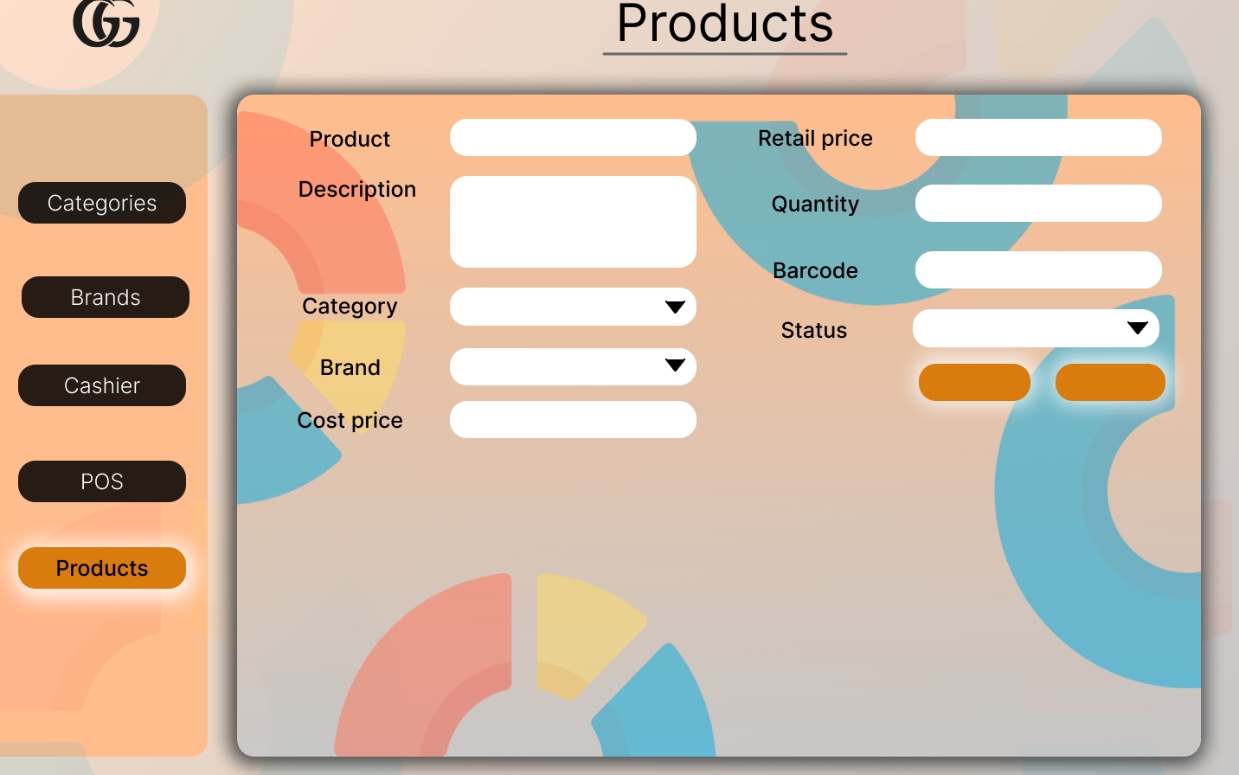 GG
Products
Categories
Brands
Cashier
POS
Products
Product
Description
Category
Brand
Cost price
Retail price
Quantity
Barcode
Status